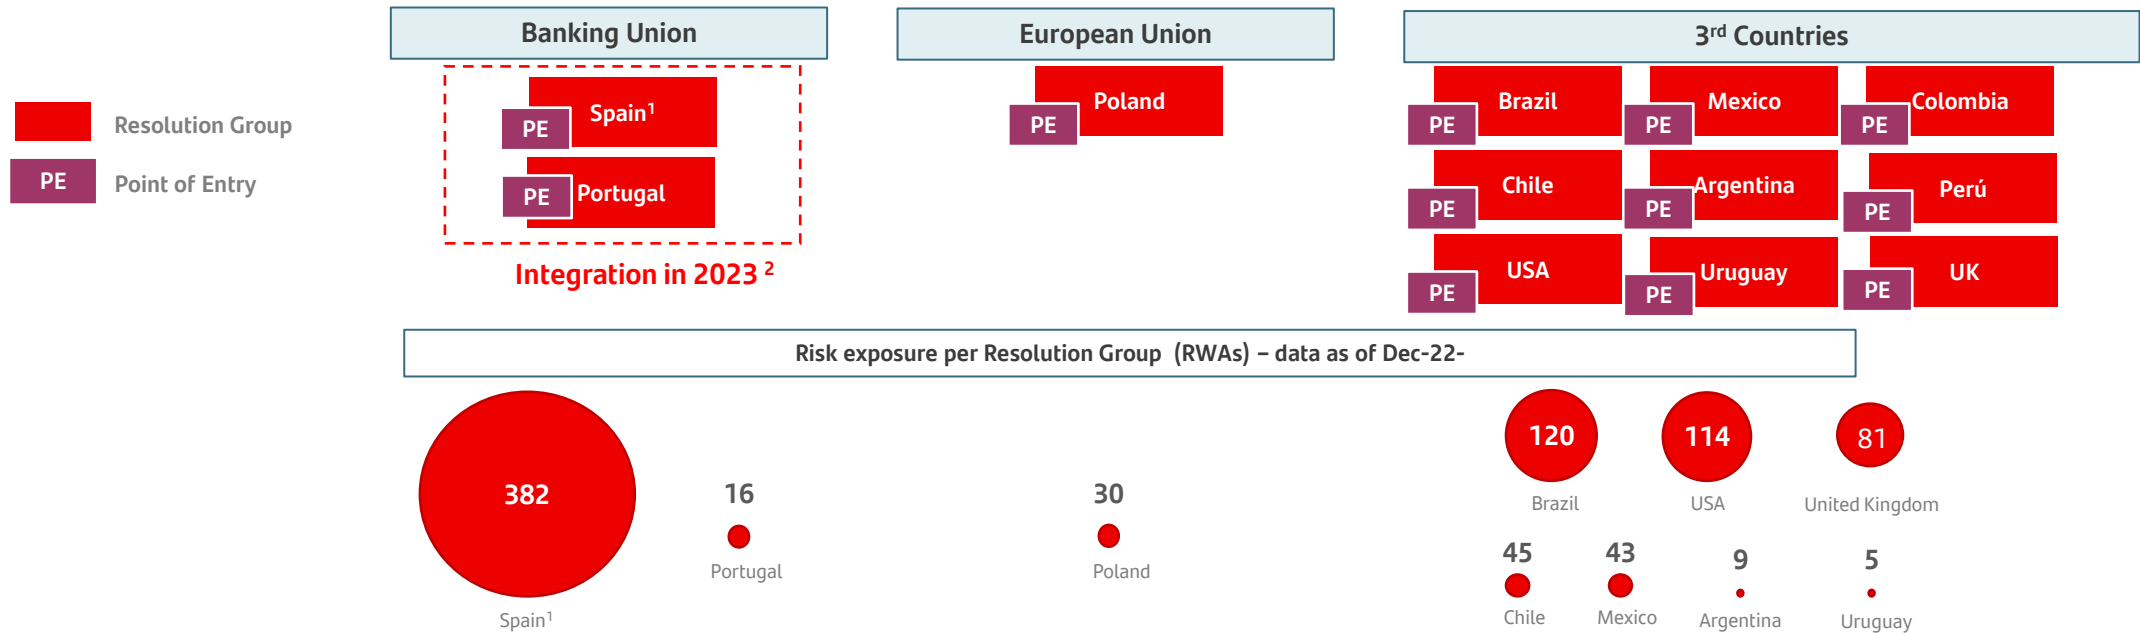 Banking Union
European Union
3rd Countries
Resolution Group
PE
Point of Entry
Spain1
PE
Portugal
PE
Integration in 2023 2
Poland
PE
Brazil
PE
Mexico
PE
Colombia
PE
Chile
PE
Argentina
PE
Perú
PE
USA
PE
Uruguay
PE
UK
PE
Risk exposure per Resolution Group (RWAs) – data as of Dec-22-
382
Spain1
16
Portugal
30
Poland
120
Brazil
114
USA
81
United Kingdom
45
Chile
43
Mexico
9
Argentina
5
Uruguay